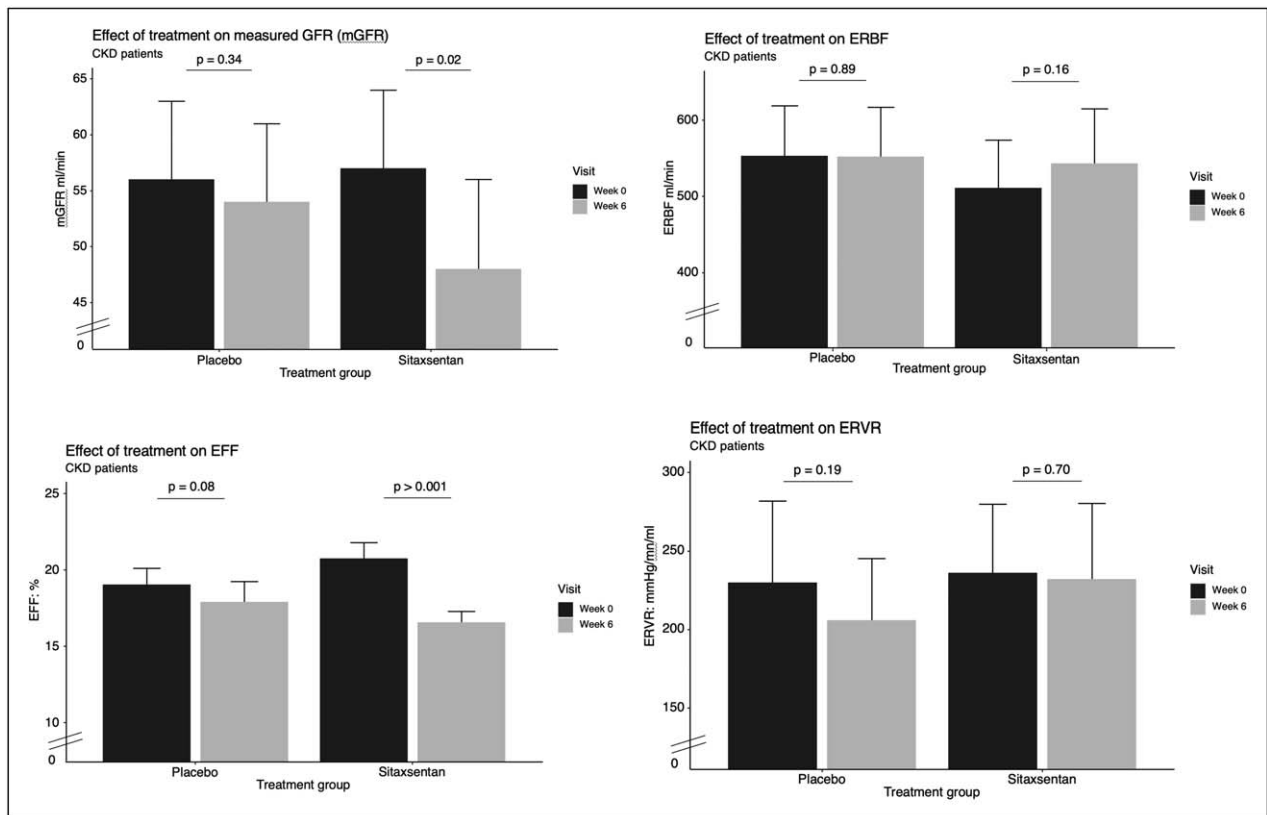 Effect of treatment on measured GFR (mGFR)
CKD patients
p = 0.34
p = 0.02
65
60
55
50
45
0
mGFR ml/min
Placebo
Sitaxsentan
Treatment group
Visit
Week 0
Week 6
Effect of treatment on ERBF
CKD patients
p = 0.89
p = 0.16
600
500
400
0
ERBF ml/min
Placebo
Sitaxsentan
Treatment group
Visit
Week 0
Week 6
Effect of treatment on EFF
CKD patients
p = 0.08
p > 0.001
25
20
15
10
0
EFF: %
Placebo
Sitaxsentan
Treatment group
Visit
Week 0
Week 6
Effect of treatment on ERVR
CKD patients
p = 0.19
p = 0.70
300
250
200
150
0
ERVR: mmHg/mn/ml
Placebo
Sitaxsentan
Treatment group
Visit
Week 0
Week 6